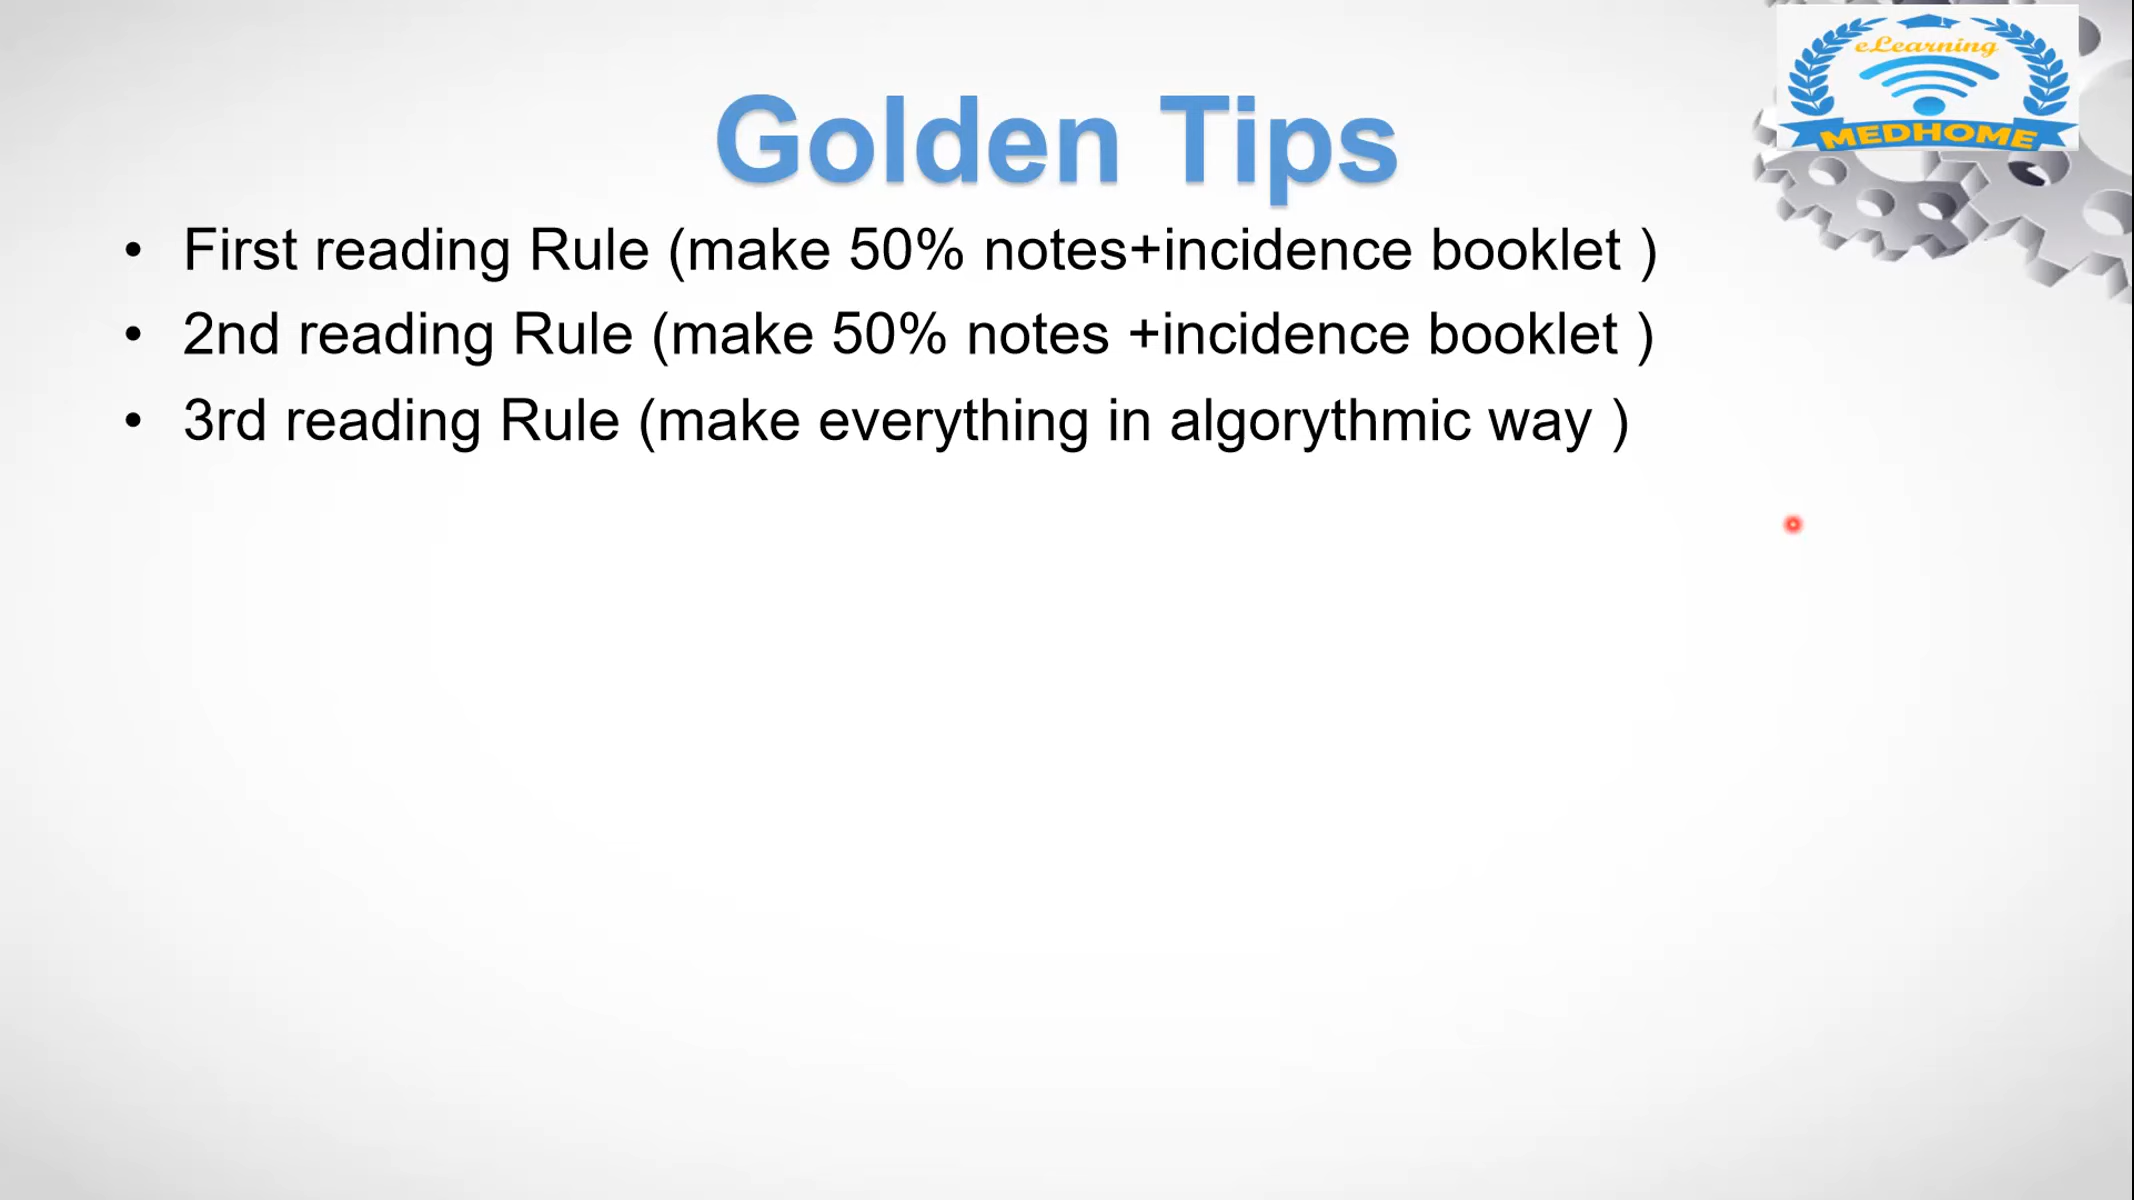 eLearning
MEDHOME
Golden Tips
• First reading Rule (make 50% notes+incidence booklet )
• 2nd reading Rule (make 50% notes +incidence booklet )
• 3rd reading Rule (make everything in algorythmic way )